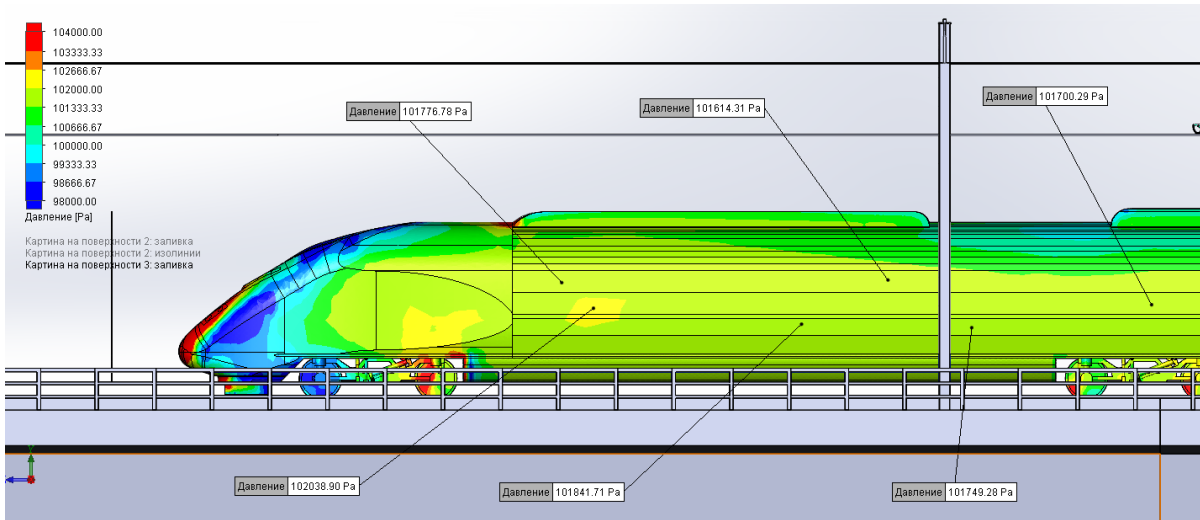 104000.00
103333.33
102666.67
102000.00
101333.33
100666.67
100000.00
99333.33
98666.67
98000.00
Давление [Pa]
Картина на поверхности 2: заливка
Картина на поверхности 2: изолинии
Картина на поверхности 3: заливка
Давление 101776.78 Pa
Давление 101614.31 Pa
Давление 101700.29 Pa
Давление 102038.90 Pa
Давление 101841.71 Pa
Давление 101749.28 Pa
Y